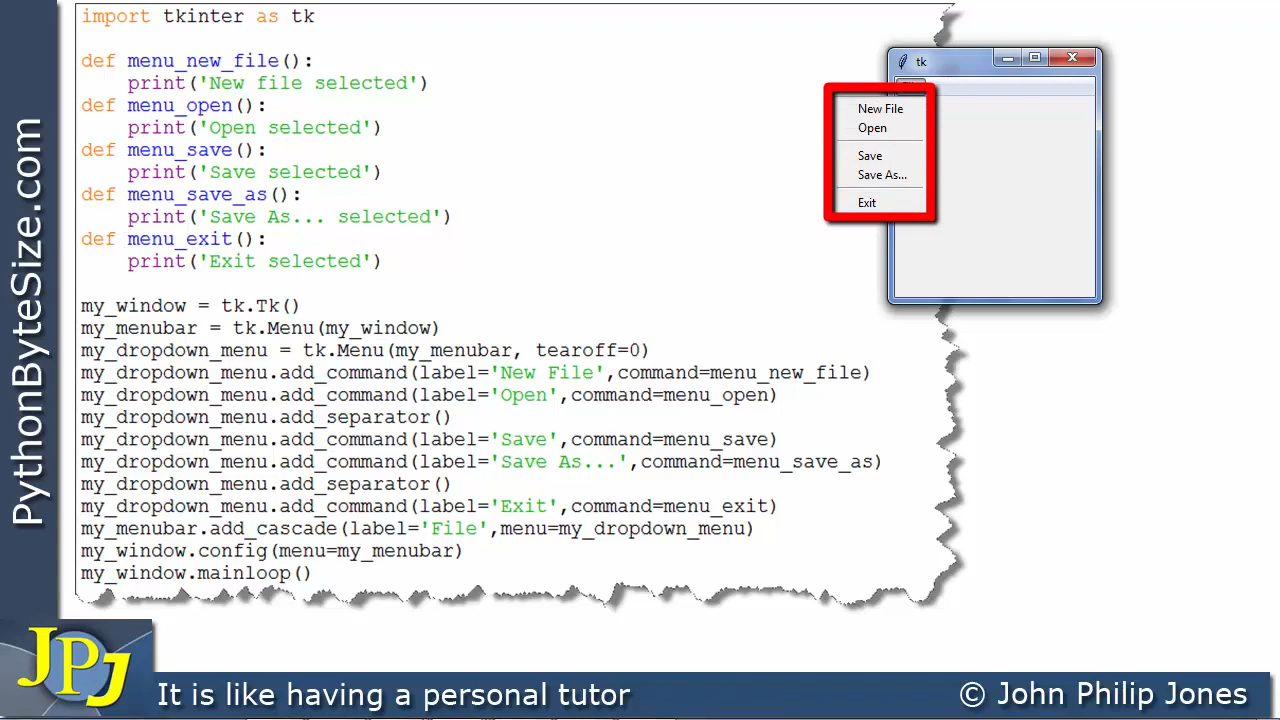 import tkinter as tk
def menu_new_file():
    print('New file selected')
def menu_open():
    print('Open selected')
def menu_save():
    print('Save selected')
def menu_save_as():
    print('Save As... selected')
def menu_exit():
    print('Exit selected')
my_window = tk.Tk()
my_menubar = tk.Menu(my_window)
my_dropdown_menu = tk.Menu(my_menubar, tearoff=0)
my_dropdown_menu.add_command(label='New File',command=menu_new_file)
my_dropdown_menu.add_command(label='Open',command=menu_open)
my_dropdown_menu.add_separator()
my_dropdown_menu.add_command(label='Save',command=menu_save)
my_dropdown_menu.add_command(label='Save As...',command=menu_save_as)
my_dropdown_menu.add_separator()
my_dropdown_menu.add_command(label='Exit',command=menu_exit)
my_menubar.add_cascade(label='File',menu=my_dropdown_menu)
my_window.config(menu=my_menubar)
my_window.mainloop()
tk
New File
Open
Save
Save As...
Exit
PythonByteSize.com
JPJ
It is like having a personal tutor
© John Philip Jones